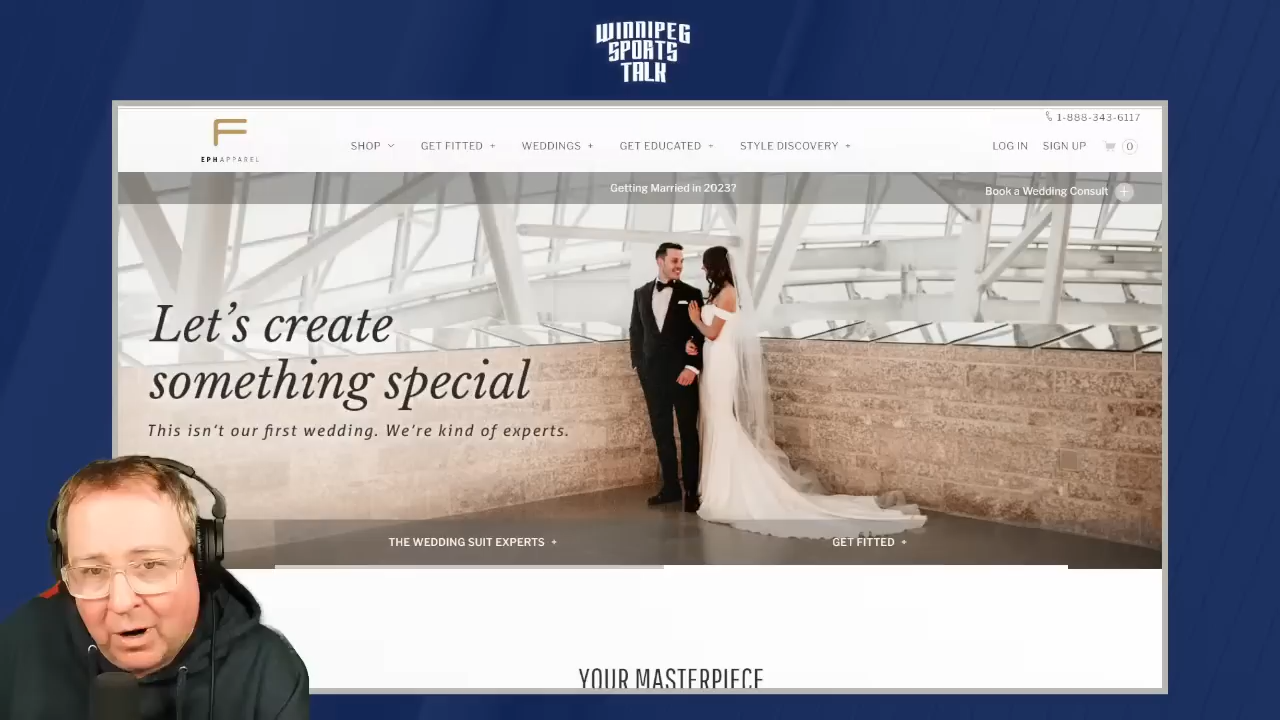 WINNIPEG
SPORTS
TALK
1-888-343-6117
EPH APPAREL
SHOP
GET FITTED +
WEDDINGS +
GET EDUCATED +
STYLE DISCOVERY +
LOG IN
SIGN UP
0
Getting Married in 2023?
Book a Wedding Consult +
Let's create
something special
This isn't our first wedding. We're kind of experts.
THE WEDDING SUIT EXPERTS +
GET FITTED +
YOUR MASTERPIECE